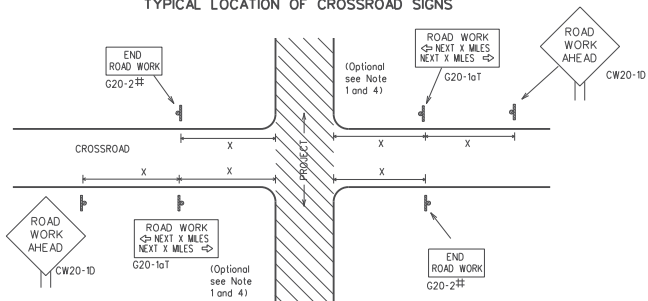 TYPICAL LOCATION OF CROSSROAD SIGNS
END
ROAD WORK
G20-2#
(Optional
see Note
1 and 4)
ROAD WORK
⇦ NEXT X MILES
NEXT X MILES ⇨
G20-1aT
ROAD
WORK
AHEAD
CW20-1D
CROSSROAD
X
X
X
PROJECT
X
X
X
ROAD
WORK
AHEAD
CW20-1D
ROAD WORK
⇦ NEXT X MILES
NEXT X MILES ⇨
G20-1aT
(Optional
see Note
1 and 4)
END
ROAD WORK
G20-2#